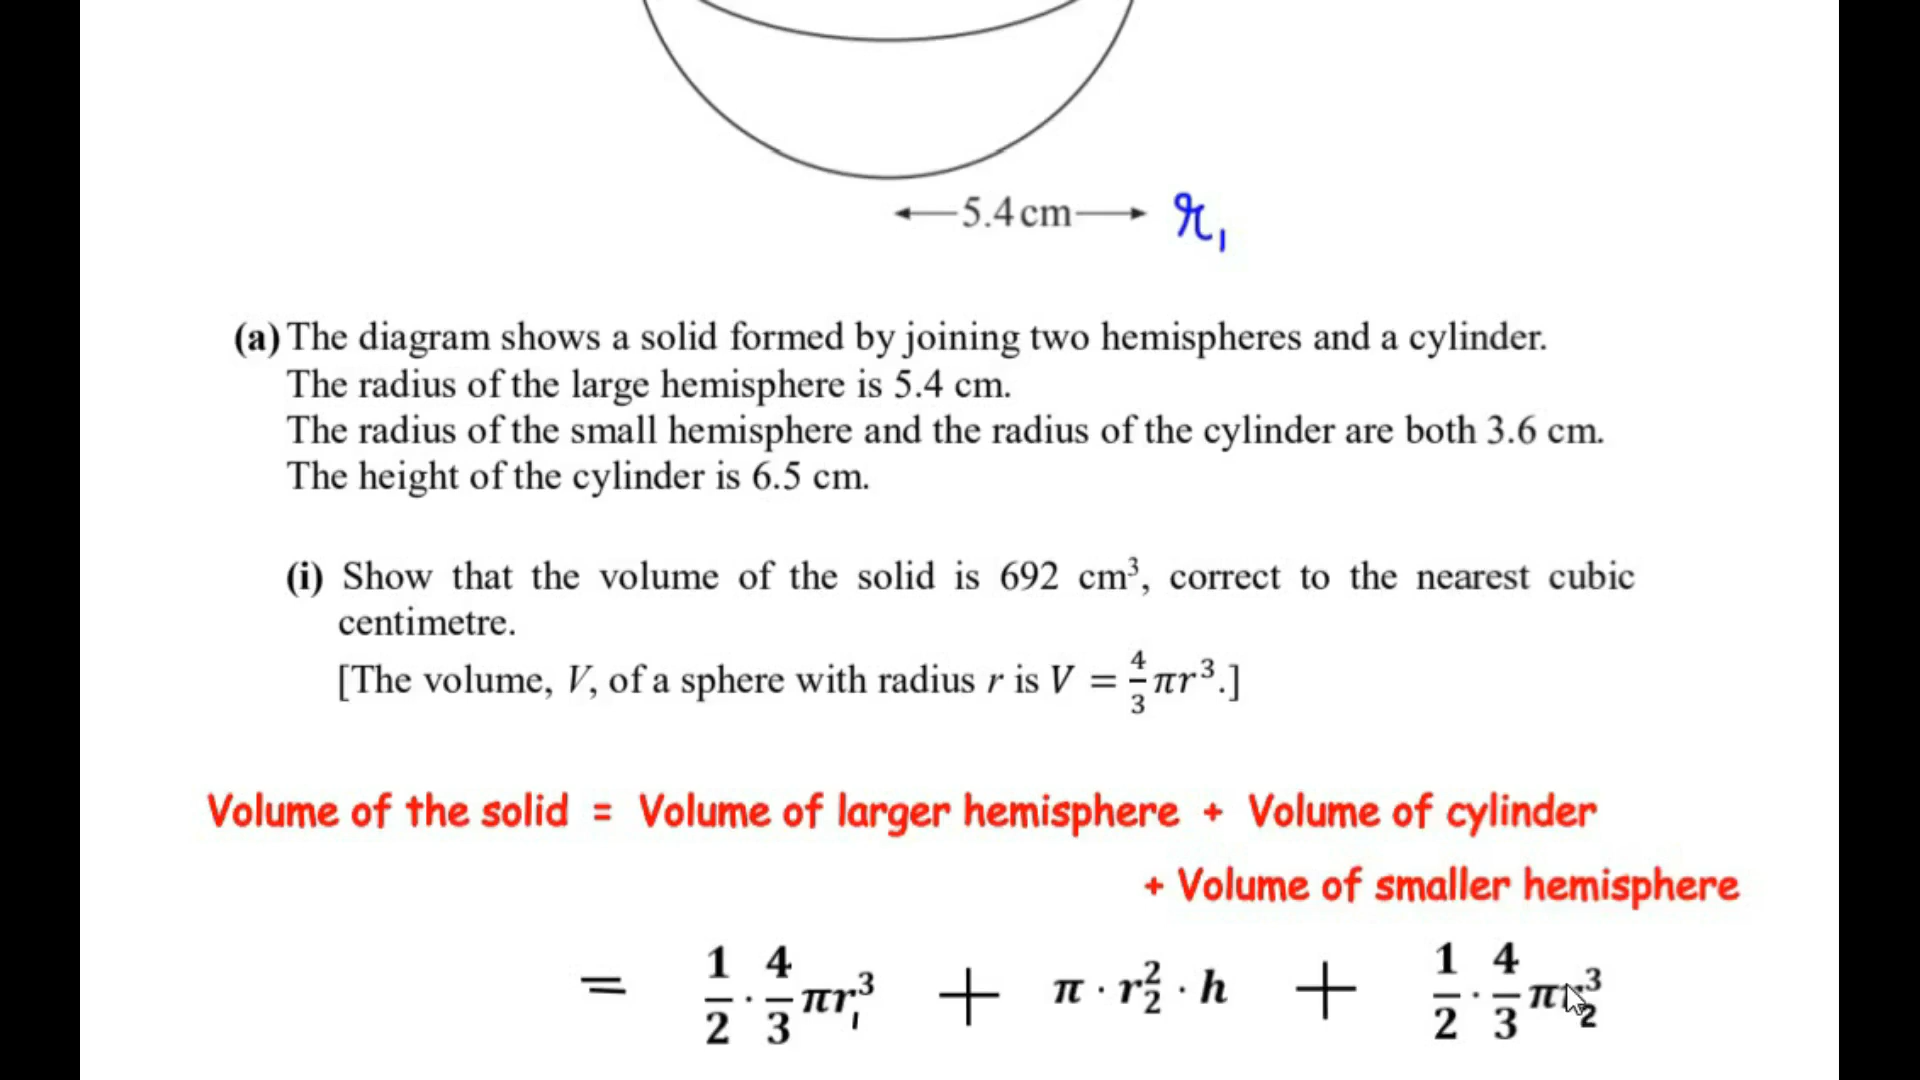 5.4 cm r₁
(a) The diagram shows a solid formed by joining two hemispheres and a cylinder.
The radius of the large hemisphere is 5.4 cm.
The radius of the small hemisphere and the radius of the cylinder are both 3.6 cm.
The height of the cylinder is 6.5 cm.
(i) Show that the volume of the solid is 692 cm³, correct to the nearest cubic
centimetre.
[The volume, V, of a sphere with radius r is V = 4/3 πr³.]
Volume of the solid = Volume of larger hemisphere + Volume of cylinder
+ Volume of smaller hemisphere
= 1/2 · 4/3 πr₁³ + π · r₂² · h + 1/2 · 4/3 πr₂³